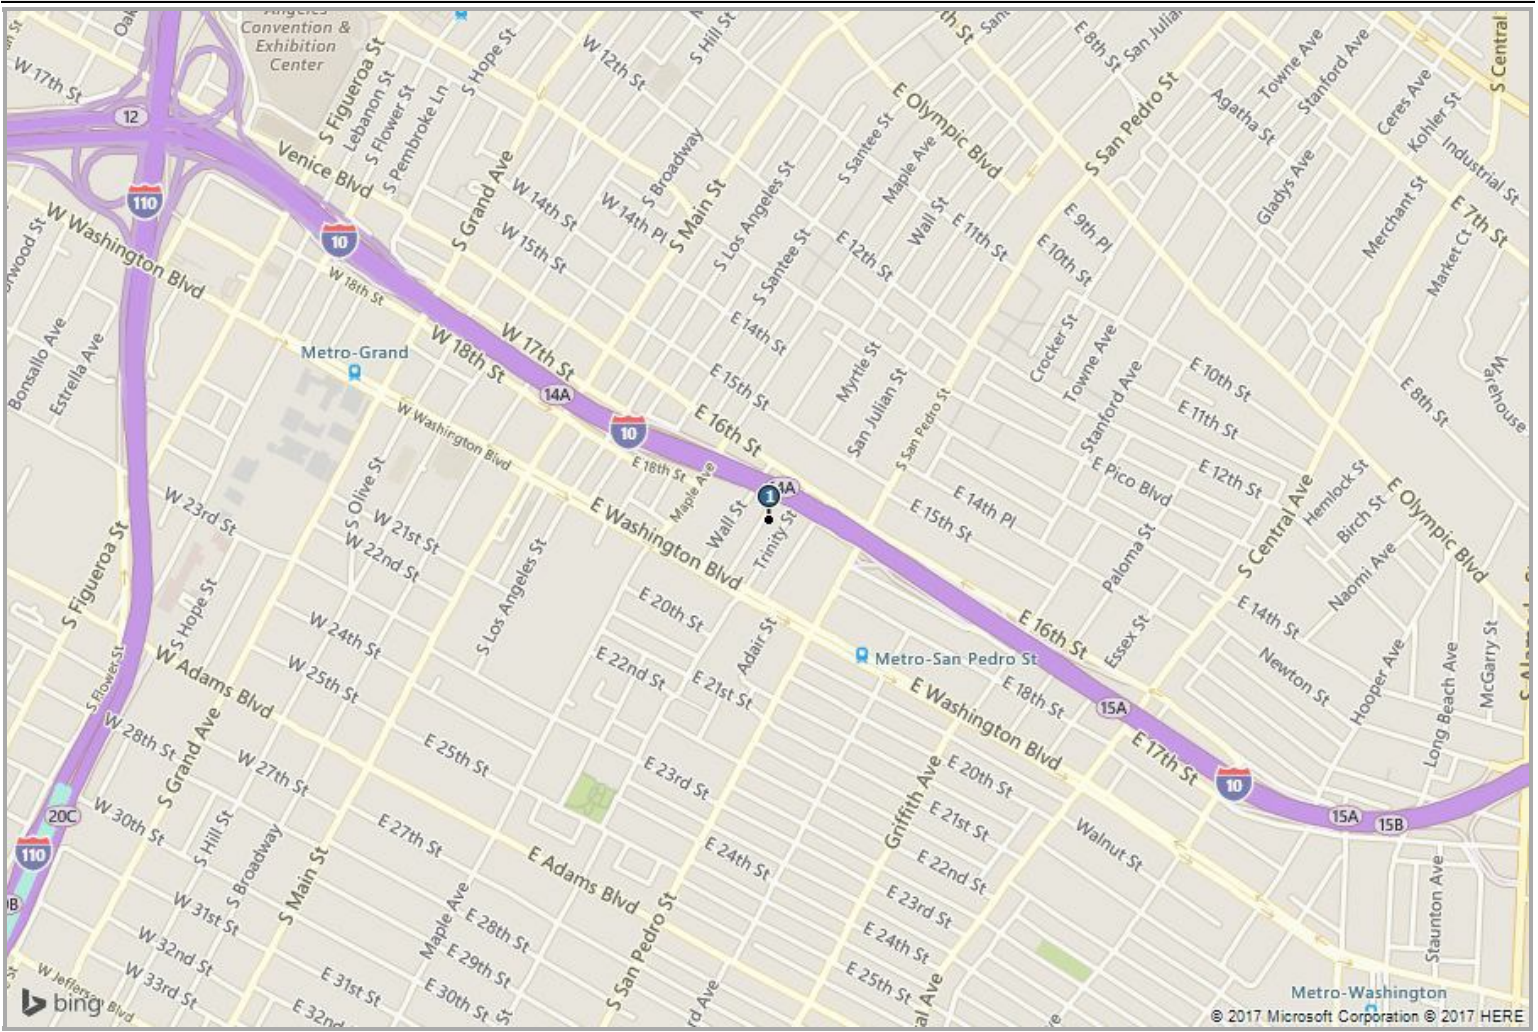 Convention &
Exhibition
Center
S Figueroa St
Lebanon St
S Flower St
S Pembroke Ln
S Hope St
W 12th St
S Hill St
E 8th St
San Julian
S San Pedro St
Towne Ave
Stanford Ave
Agatha St
Ceres Ave
Kohler St
Industrial St
S Central
W 17th St
12
Venice Blvd
S Grand Ave
W 14th St
W 14th Pl
W 15th St
S Broadway
S Main St
S Los Angeles St
S Santee St
S Santee St
Maple Ave
Wall St
E Olympic Blvd
E 11th St
E 12th St
E 9th Pl
E 10th St
Gladys Ave
Merchant St
E 7th St
Market Ct
110
10
W Washington Blvd
W 18th St
W 18th St
W 17th St
Metro-Grand
14A
10
Bonsallo Ave
Estrella Ave
E 14th St
E 15th St
E 16th St
Myrtle St
San Julian St
S San Pedro St
Crocker St
Towne Ave
Stanford Ave
E 10th St
E 11th St
E 12th St
E Pico Blvd
E 8th St
Warehouse
W Washington Blvd
E 18th St
Maple Ave
Wall St
1
Trinity St
E Washington Blvd
E 14th Pl
E 15th St
S Central Ave
Hemlock St
Birch St
E Olympic Blvd
Naomi Ave
Paloma St
W 23rd St
S Olive St
W 21st St
W 22nd St
S Figueroa St
S Hope St
S Flower St
W 24th St
W 25th St
S Los Angeles St
E 20th St
Adair St
E 22nd St
E 21st St
Metro-San Pedro St
E 16th St
Essex St
E 14th St
Newton St
Hooper Ave
Long Beach Ave
McGarry St
E 18th St
E Washington Blvd
15A
E 17th St
10
15A
15B
W Adams Blvd
W 28th St
S Grand Ave
W 27th St
W 30th St
20C
110
S Hill St
S Broadway
S Main St
W 31st St
W 32nd St
W 33rd St
E 25th St
E 23rd St
E 27th St
E Adams Blvd
E 24th St
Griffith Ave
E 20th St
E 21st St
E 22nd St
E 23rd St
E 24th St
E 25th St
Walnut St
Staunton Ave
Maple Ave
E 28th St
E 29th St
E 30th St
E 31st St
E 32nd
S San Pedro St
W Jefferson Blvd
Metro-Washington
bing
© 2017 Microsoft Corporation © 2017 HERE